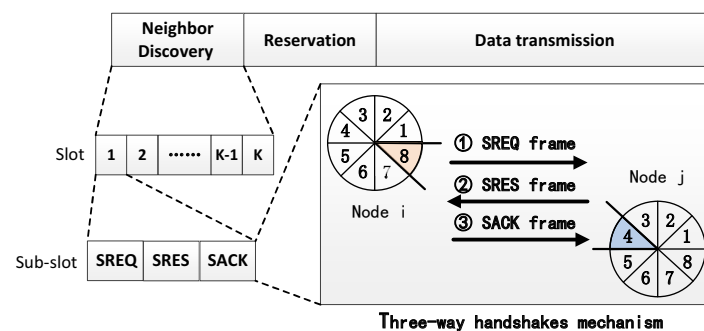 Neighbor Discovery Reservation Data transmission
Slot 1 2 ...... K-1 K
Sub-slot SREQ SRES SACK
3 2
4 1
5 8
6 7
Node i
① SREQ frame
② SRES frame
③ SACK frame
Node j
3 2
4 1
5 8
6 7
Three-way handshakes mechanism